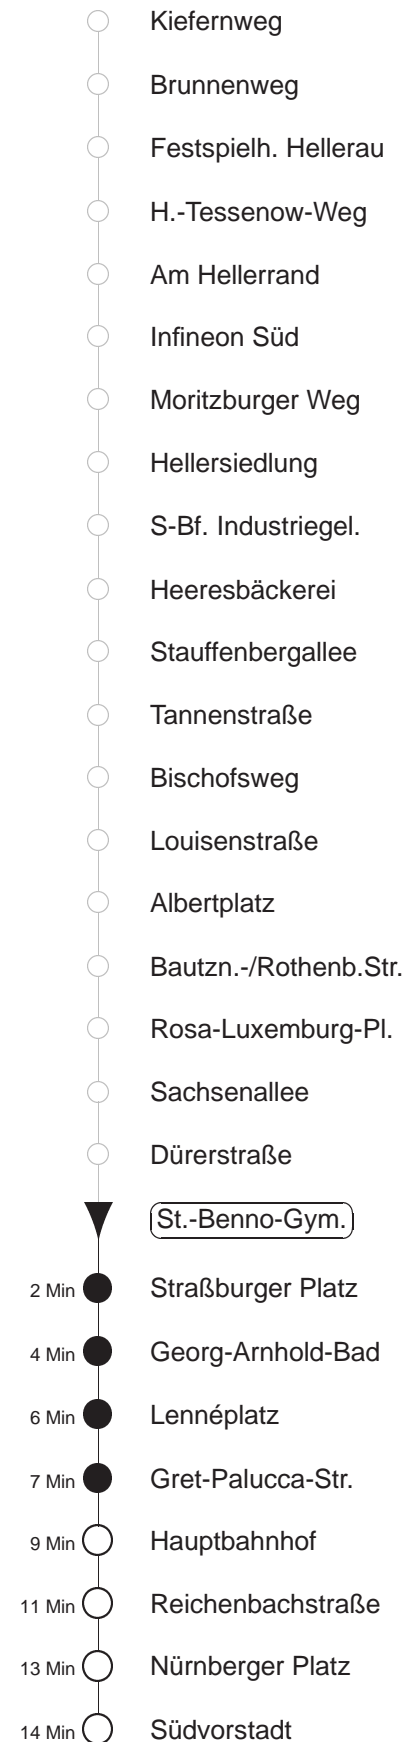 Kiefernweg
Brunnenweg
Festspielh. Hellerau
H.-Tessenow-Weg
Am Hellerrand
Infineon Süd
Moritzburger Weg
Hellersiedlung
S-Bf. Industriegel.
Heeresbäckerei
Stauffenbergallee
Tannenstraße
Bischofsweg
Louisenstraße
Albertplatz
Bautzn.-/Rothenb.Str.
Rosa-Luxemburg-Pl.
Sachsenallee
Dürerstraße
St.-Benno-Gym.
2 Min Straßburger Platz
4 Min Georg-Arnhold-Bad
6 Min Lennéplatz
7 Min Gret-Palucca-Str.
9 Min Hauptbahnhof
11 Min Reichenbachstraße
13 Min Nürnberger Platz
14 Min Südvorstadt